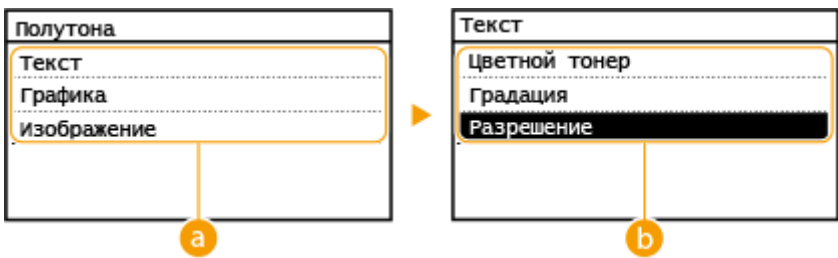 Полутона
Текст
Графика
Изображение
a
Текст
Цветной тонер
Градация
Разрешение
b